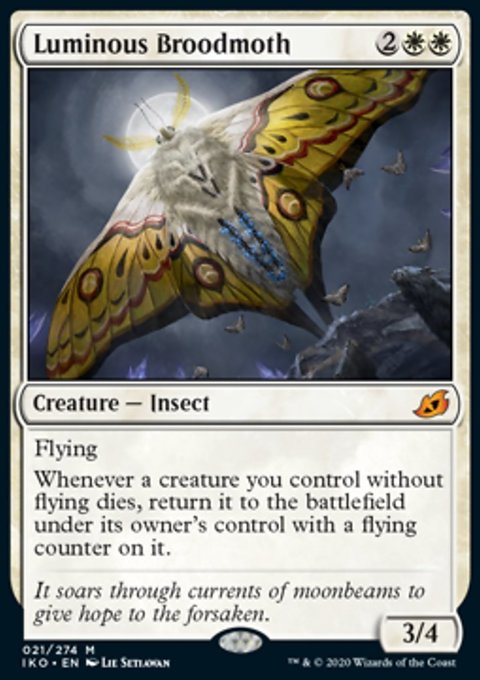 Luminous Broodmoth 2
Creature — Insect
Flying
Whenever a creature you control without
flying dies, return it to the battlefield
under its owner's control with a flying
counter on it.
It soars through currents of moonbeams to
give hope to the forsaken.
3/4
021/274 M
IKO • EN Lie Setiawan
™ & © 2020 Wizards of the Coast